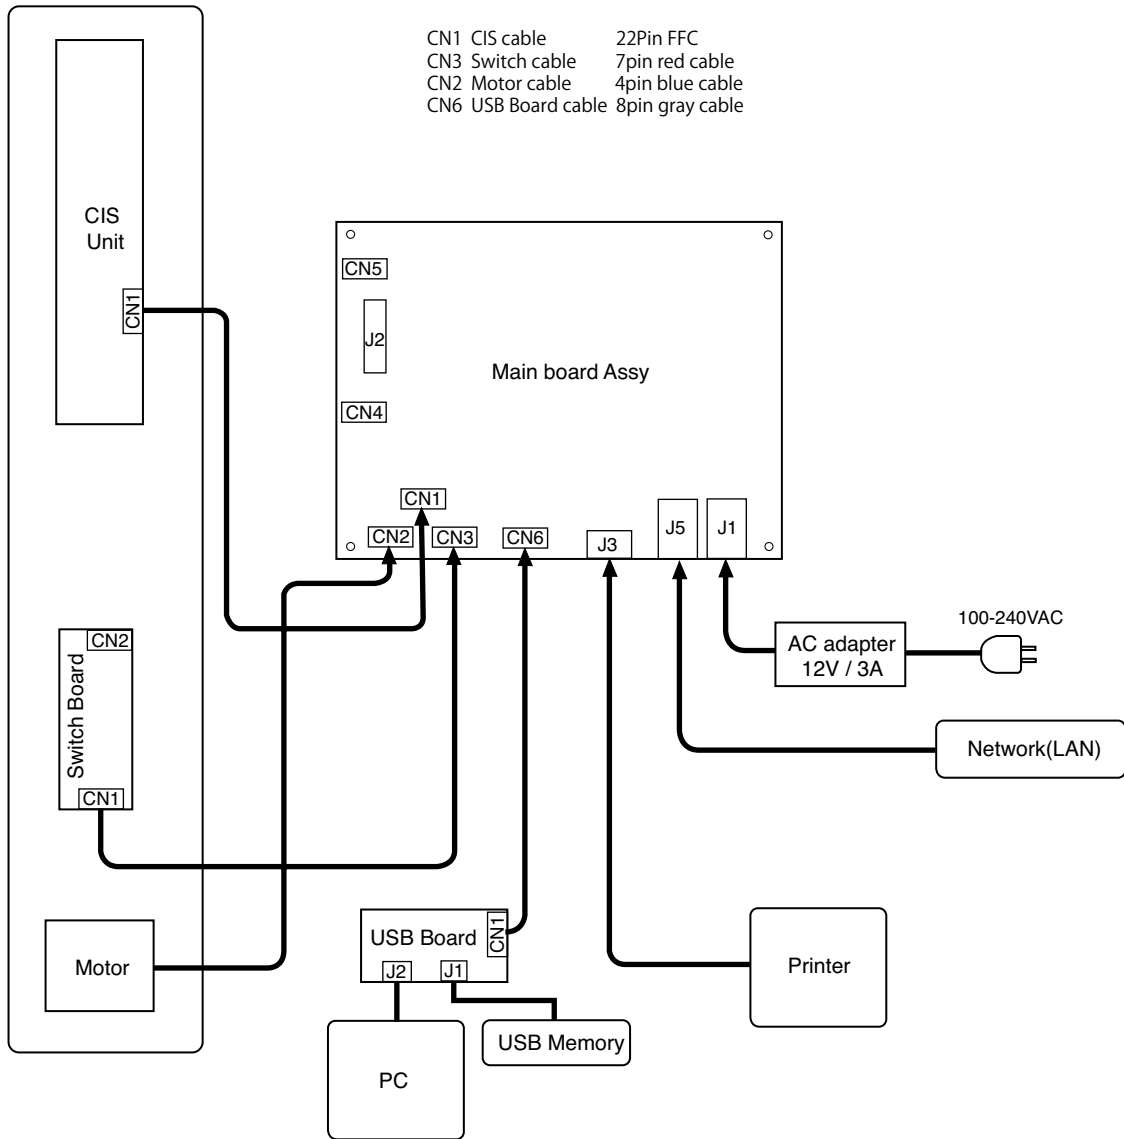 CN1 CIS cable 22Pin FFC
CN3 Switch cable 7pin red cable
CN2 Motor cable 4pin blue cable
CN6 USB Board cable 8pin gray cable
CIS
Unit
CN1
CN5
J2
Main board Assy
CN4
CN1
CN2
CN3
CN6
J3
J5
J1
100-240VAC
AC adapter
12V / 3A
Network(LAN)
CN2
Switch Board
CN1
Motor
USB Board
CN1
J2
J1
Printer
USB Memory
PC